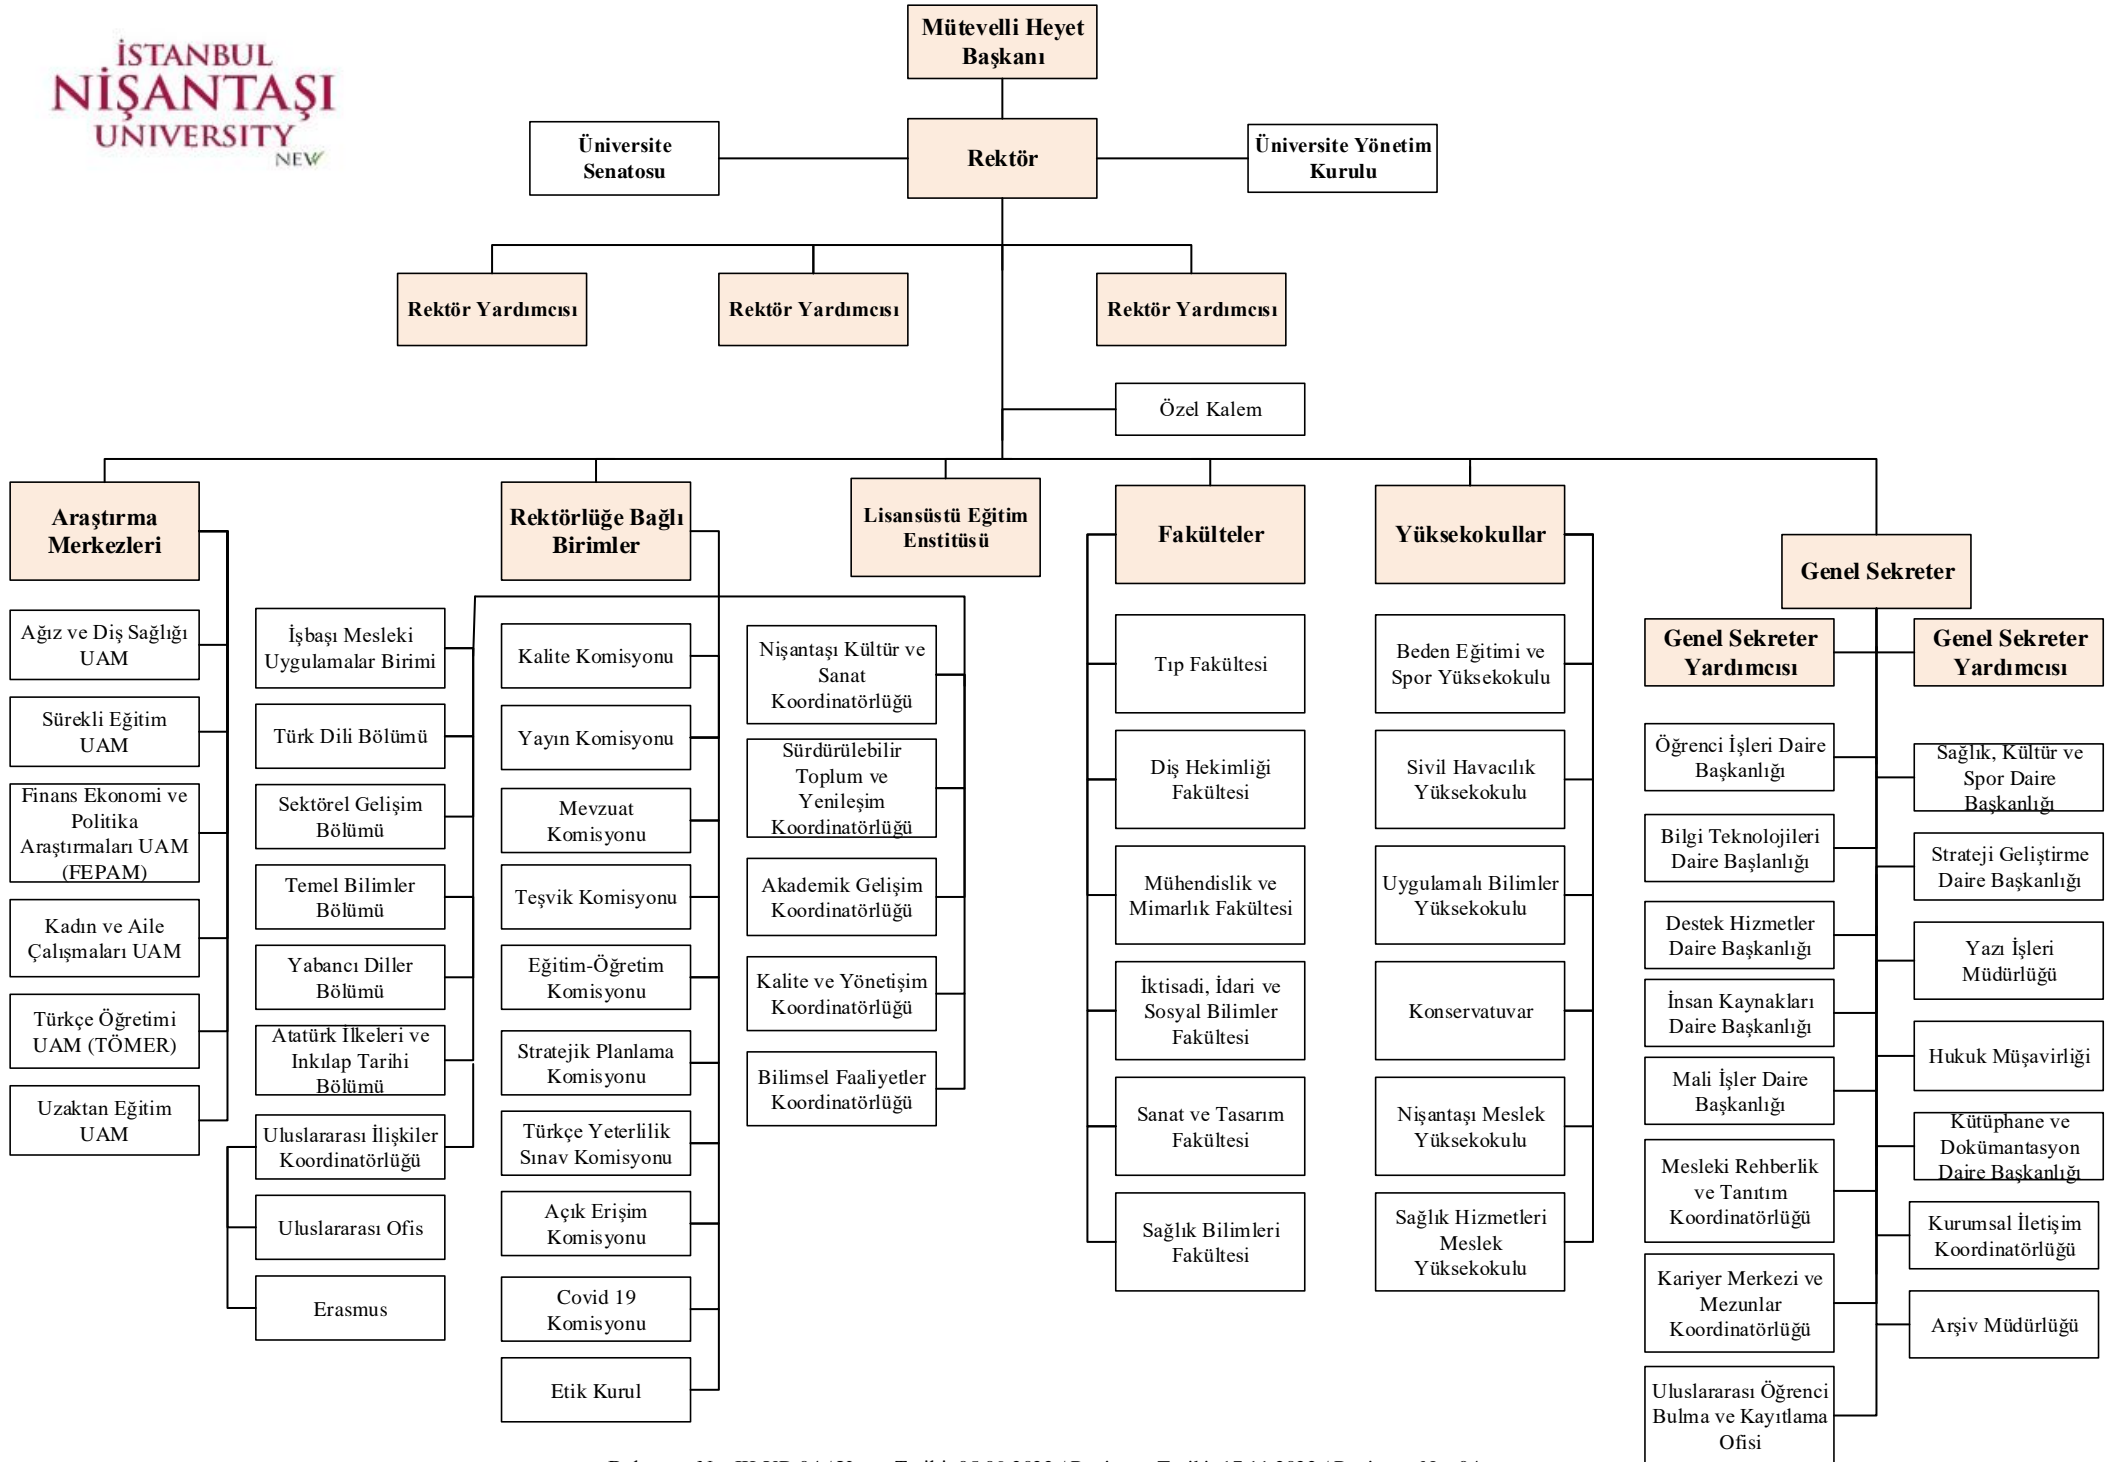 İSTANBUL
NİŞANTAŞI
UNIVERSITY
NEW
Mütevelli Heyet
Başkanı
Üniversite
Senatosu
Rektör
Üniversite Yönetim
Kurulu
Rektör Yardımcısı
Rektör Yardımcısı
Rektör Yardımcısı
Özel Kalem
Araştırma
Merkezleri
Ağız ve Diş Sağlığı
UAM
Sürekli Eğitim
UAM
Finans Ekonomi ve
Politika
Araştırmaları UAM
(FEPAM)
Kadın ve Aile
Çalışmaları UAM
Türkçe Öğretimi
UAM (TÖMER)
Uzaktan Eğitim
UAM
Rektörlüğe Bağlı
Birimler
İşbaşı Mesleki
Uygulamalar Birimi
Türk Dili Bölümü
Sektörel Gelişim
Bölümü
Temel Bilimler
Bölümü
Yabancı Diller
Bölümü
Atatürk İlkeleri ve
Inkılap Tarihi
Bölümü
Uluslararası İlişkiler
Koordinatörlüğü
Uluslararası Ofis
Erasmus
Kalite Komisyonu
Yayın Komisyonu
Mevzuat
Komisyonu
Teşvik Komisyonu
Eğitim-Öğretim
Komisyonu
Stratejik Planlama
Komisyonu
Türkçe Yeterlilik
Sınav Komisyonu
Açık Erişim
Komisyonu
Covid 19
Komisyonu
Etik Kurul
Nişantaşı Kültür ve
Sanat
Koordinatörlüğü
Sürdürülebilir
Toplum ve
Yenileşim
Koordinatörlüğü
Akademik Gelişim
Koordinatörlüğü
Kalite ve Yönetişim
Koordinatörlüğü
Bilimsel Faaliyetler
Koordinatörlüğü
Lisansüstü Eğitim
Enstitüsü
Fakülteler
Tıp Fakültesi
Diş Hekimliği
Fakültesi
Mühendislik ve
Mimarlık Fakültesi
İktisadi, İdari ve
Sosyal Bilimler
Fakültesi
Sanat ve Tasarım
Fakültesi
Sağlık Bilimleri
Fakültesi
Yüksekokullar
Beden Eğitimi ve
Spor Yüksekokulu
Sivil Havacılık
Yüksekokulu
Uygulamalı Bilimler
Yüksekokulu
Konservatuvar
Nişantaşı Meslek
Yüksekokulu
Sağlık Hizmetleri
Meslek
Yüksekokulu
Genel Sekreter
Genel Sekreter
Yardımcısı
Genel Sekreter
Yardımcısı
Öğrenci İşleri Daire
Başkanlığı
Bilgi Teknolojileri
Daire Başlanlığı
Destek Hizmetler
Daire Başkanlığı
İnsan Kaynakları
Daire Başkanlığı
Mali İşler Daire
Başkanlığı
Mesleki Rehberlik
ve Tanıtım
Koordinatörlüğü
Kariyer Merkezi ve
Mezunlar
Koordinatörlüğü
Uluslararası Öğrenci
Bulma ve Kayıtlama
Ofisi
Sağlık, Kültür ve
Spor Daire
Başkanlığı
Strateji Geliştirme
Daire Başkanlığı
Yazı İşleri
Müdürlüğü
Hukuk Müşavirliği
Kütüphane ve
Dokümantasyon
Daire Başkanlığı
Kurumsal İletişim
Koordinatörlüğü
Arşiv Müdürlüğü